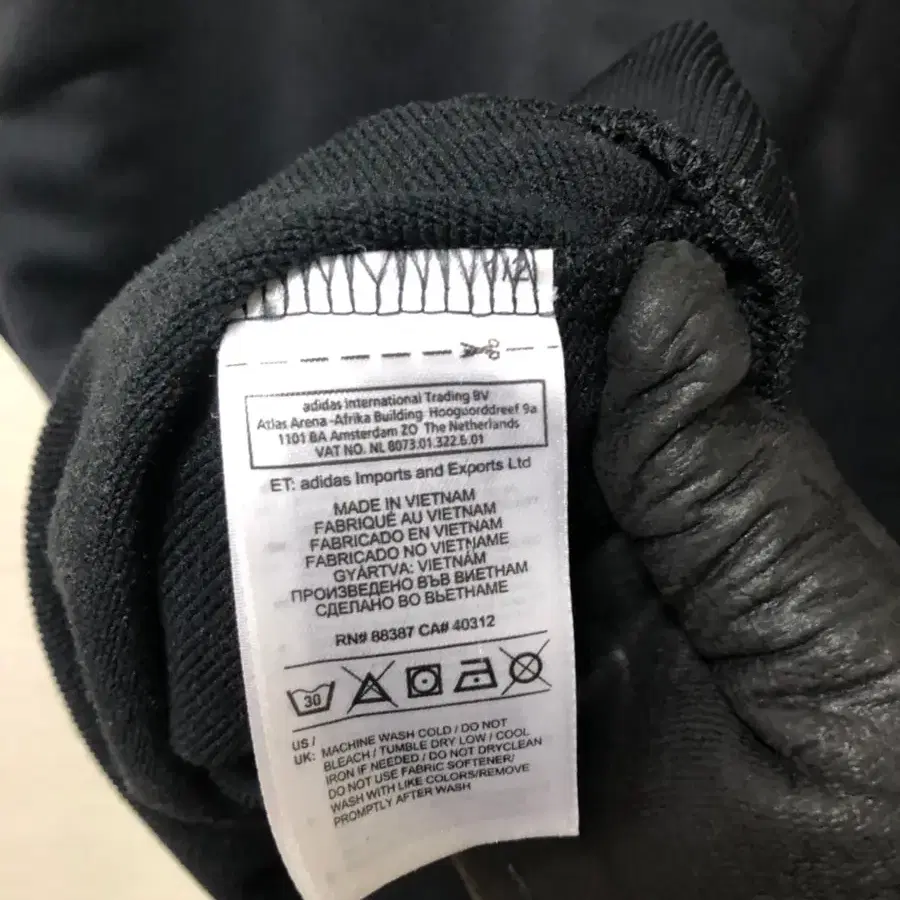 adidas International Trading BV
Atlas Arena -Afrika Building Hoogoorddreef 9a
1101 BA Amsterdam ZO The Netherlands
VAT NO. NL 8073.01.322.B.01
ET: adidas Imports and Exports Ltd
MADE IN VIETNAM
FABRIQUÉ AU VIETNAM
FABRICADO EN VIETNAM
FABRICADO NO VIETNAME
GYÁRTVA: VIETNÁM
ПРОИЗВЕДЕНО ВЪВ ВИЕТНАМ
СДЕЛАНО ВО ВЬЕТНАМЕ
RN# 88387 CA# 40312
30
US / UK: MACHINE WASH COLD / DO NOT
BLEACH / TUMBLE DRY LOW / COOL
IRON IF NEEDED / DO NOT DRYCLEAN
DO NOT USE FABRIC SOFTENER/
WASH WITH LIKE COLORS/REMOVE
PROMPTLY AFTER WASH